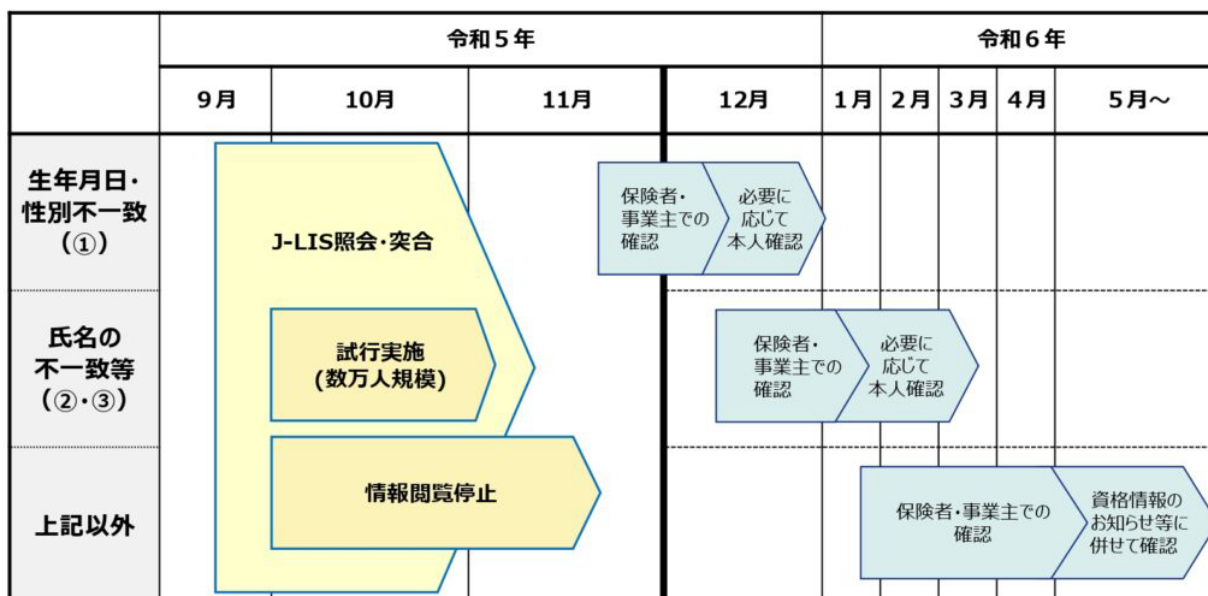 令和５年
令和６年
９月
10月
11月
12月
１月
２月
３月
４月
５月～
生年月日・
性別不一致
（①）
J-LIS照会・突合
保険者・
事業主での
確認
必要に
応じて
本人確認
氏名の
不一致等
（②・③）
試行実施
(数万人規模)
保険者・
事業主での
確認
必要に
応じて
本人確認
上記以外
情報閲覧停止
保険者・事業主での
確認
資格情報の
お知らせ等に
併せて確認